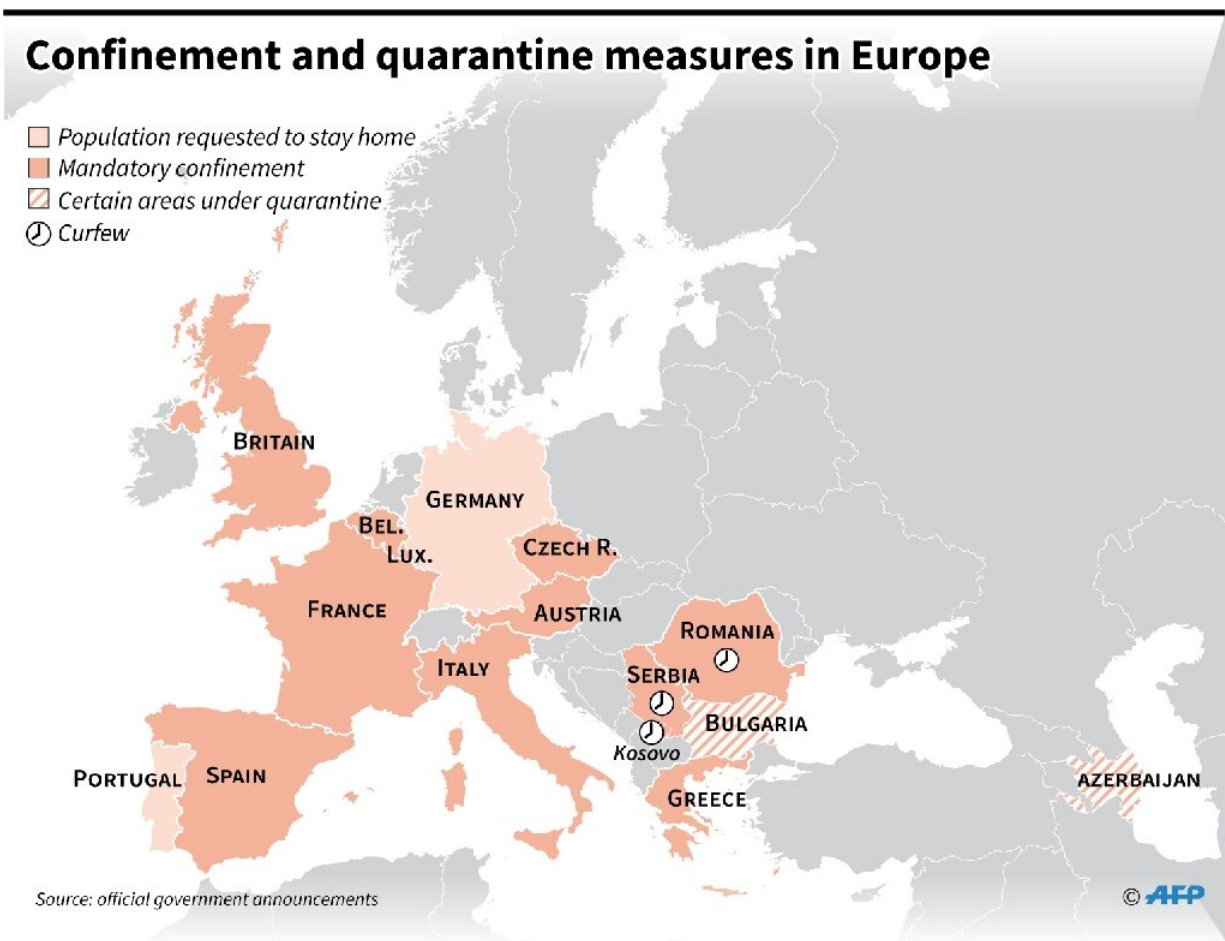 Confinement and quarantine measures in Europe
Population requested to stay home
Mandatory confinement
Certain areas under quarantine
Curfew
BRITAIN
GERMANY
BEL.
LUX.
CZECH R.
FRANCE
AUSTRIA
ROMANIA
ITALY
SERBIA
BULGARIA
Kosovo
PORTUGAL
SPAIN
GREECE
AZERBAIJAN
Source: official government announcements
© AFP